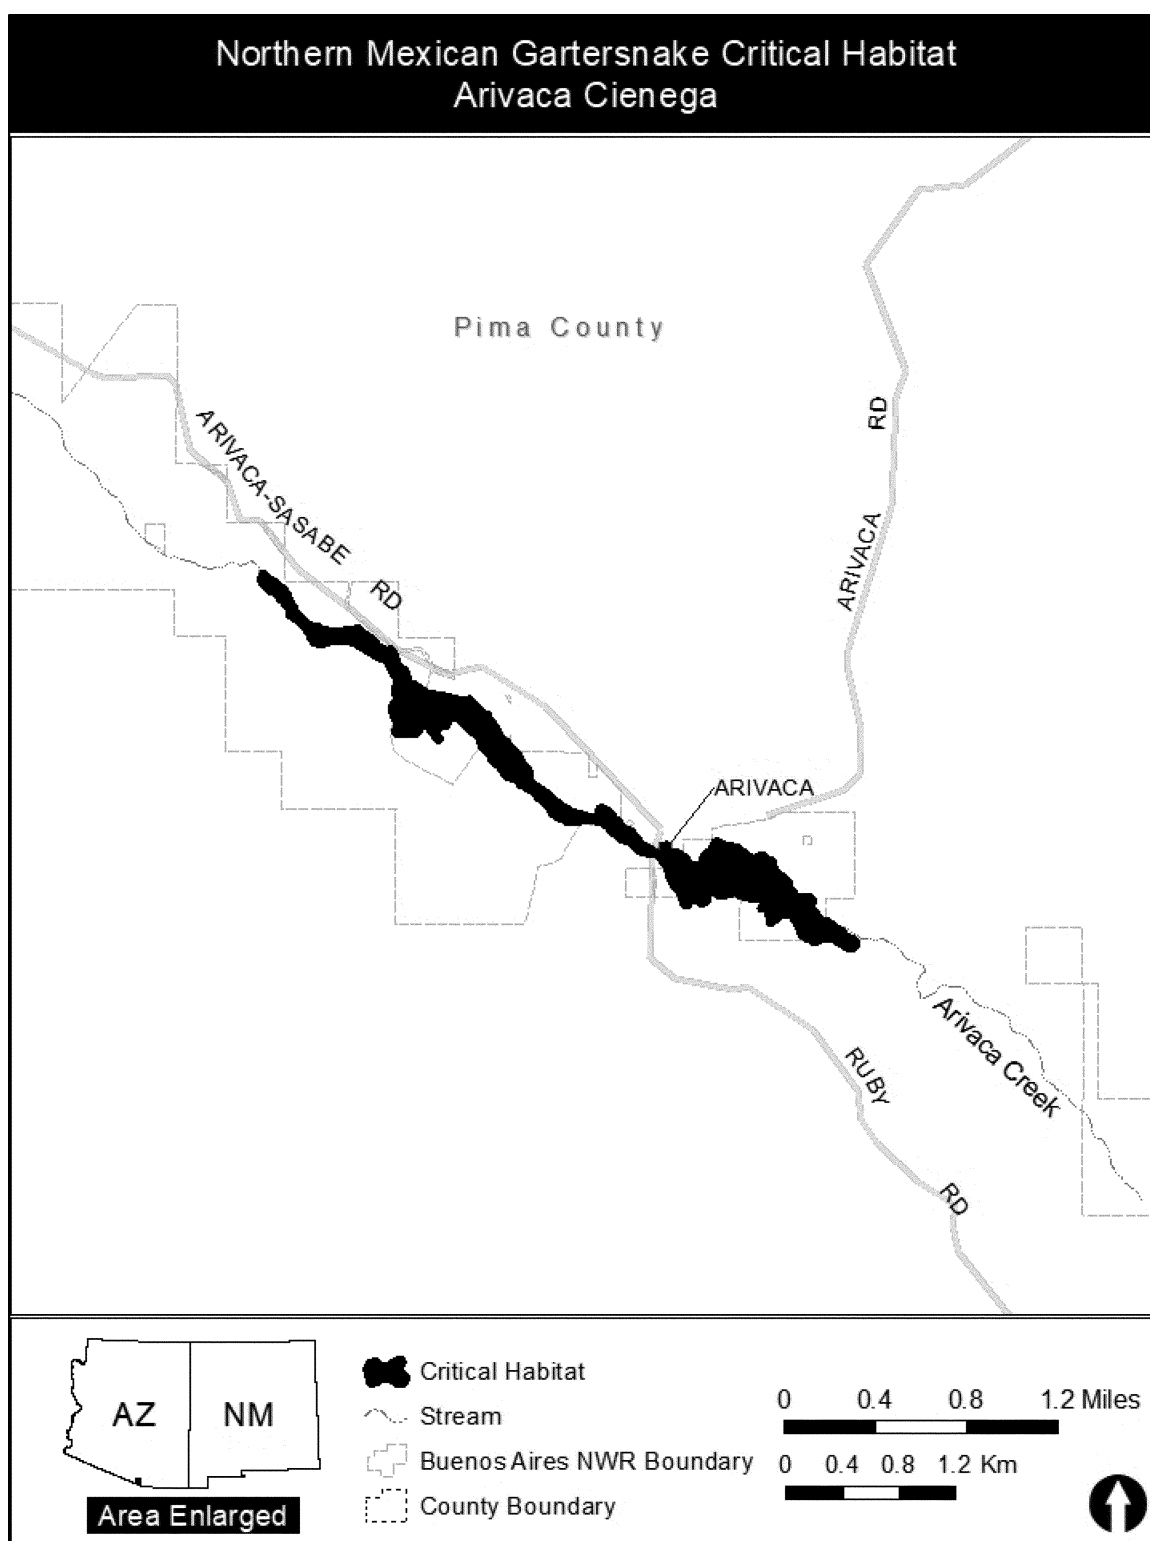 Northern Mexican Gartersnake Critical Habitat
Arivaca Cienega
Pima County
ARIVACA-SASABE RD
ARIVACA RD
ARIVACA
Arivaca Creek
RUBY RD
AZ
NM
Area Enlarged
Critical Habitat
Stream
Buenos Aires NWR Boundary
County Boundary
0 0.4 0.8 1.2 Miles
0 0.4 0.8 1.2 Km